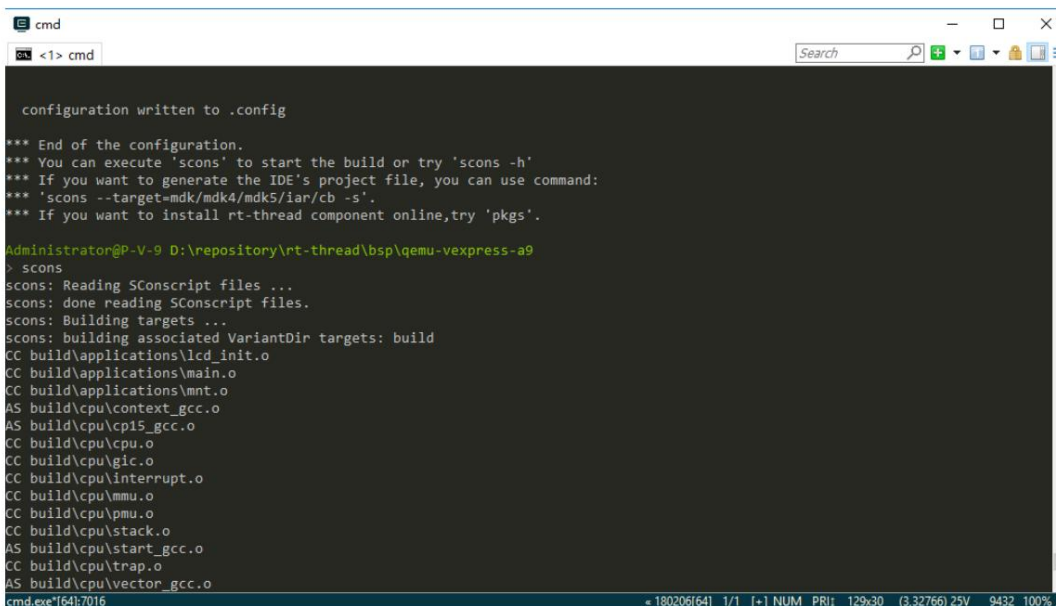 cmd
<1> cmd
Search
configuration written to .config
*** End of the configuration.
*** You can execute 'scons' to start the build or try 'scons -h'
*** If you want to generate the IDE's project file, you can use command:
*** 'scons --target=mdk/mdk4/mdk5/iar/cb -s'.
*** If you want to install rt-thread component online,try 'pkgs'.
Administrator@P-V-9 D:\repository\rt-thread\bsp\qemu-vexpress-a9
> scons
scons: Reading SConscript files ...
scons: done reading SConscript files.
scons: Building targets ...
scons: building associated VariantDir targets: build
CC build\applications\lcd_init.o
CC build\applications\main.o
CC build\applications\mnt.o
AS build\cpu\context_gcc.o
AS build\cpu\cp15_gcc.o
CC build\cpu\cpu.o
CC build\cpu\gic.o
CC build\cpu\interrupt.o
CC build\cpu\mmu.o
CC build\cpu\pmu.o
CC build\cpu\stack.o
AS build\cpu\start_gcc.o
CC build\cpu\trap.o
AS build\cpu\vector_gcc.o
cmd.exe*[64]:7016 « 180206[64] 1/1 [+] NUM PRI↕ 129x30 (3,32766) 25V 9432 100%